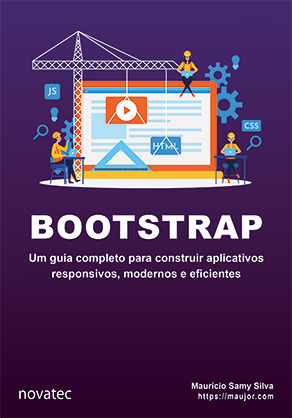 JS
HTML
CSS
BOOTSTRAP
Um guia completo para construir aplicativos
responsivos, modernos e eficientes
novatec
Maurício Samy Silva
https://maujor.com